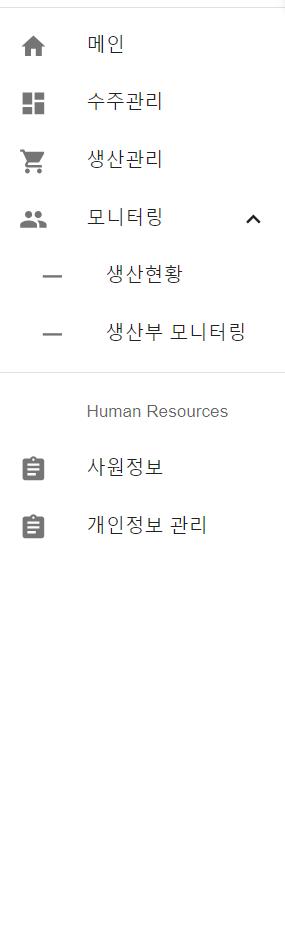 메인
수주관리
생산관리
모니터링
생산현황
생산부 모니터링
Human Resources
사원정보
개인정보 관리